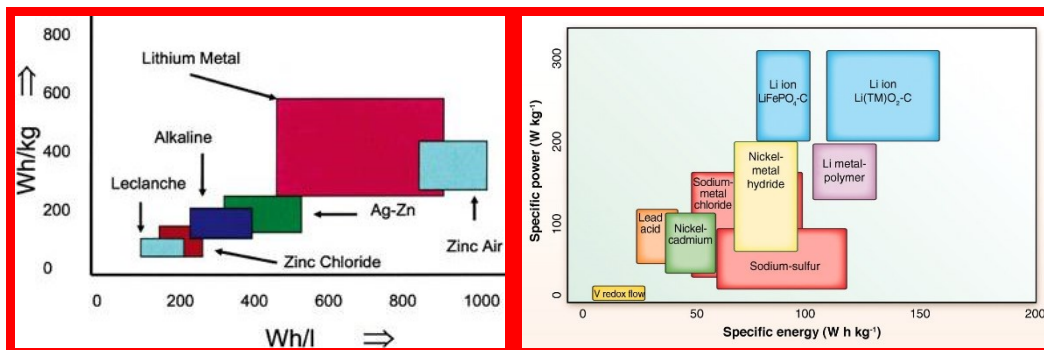 800
600
400
200
0
Wh/kg
⇒
Lithium Metal
Alkaline
Leclanche
Ag-Zn
Zinc Air
Zinc Chloride
0 200 400 600 800 1000
Wh/l ⇒
300
200
100
0
Specific power (W kg⁻¹)
Li ion
LiFePO₄-C
Li ion
Li(TM)O₂-C
Nickel-
metal
hydride
Li metal-
polymer
Sodium-
metal
chloride
Lead
acid
Nickel-
cadmium
Sodium-sulfur
V redox flow
0 50 100 150 200
Specific energy (W h kg⁻¹)